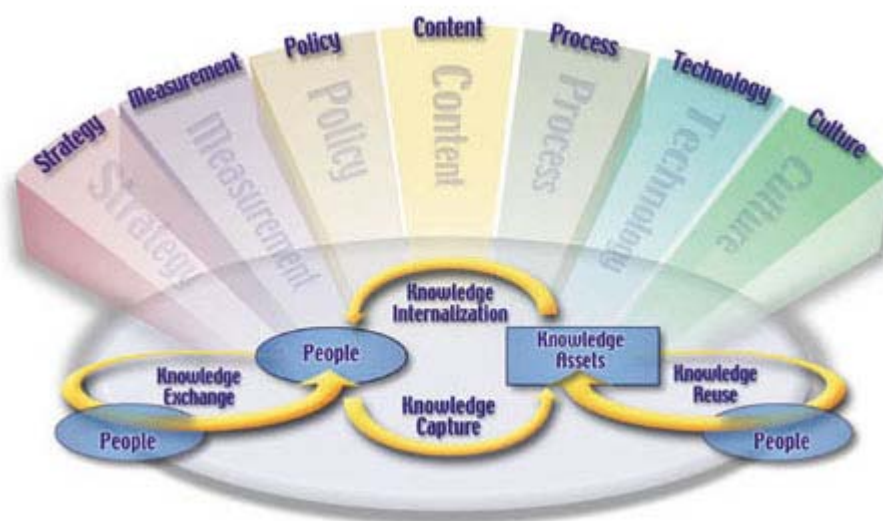 Strategy
Measurement
Policy
Content
Process
Technology
Culture
Strategy
Measurement
Policy
Content
Process
Technology
Culture
Knowledge
Internalization
People
Knowledge
Assets
Knowledge
Exchange
Knowledge
Reuse
Knowledge
Capture
People
People